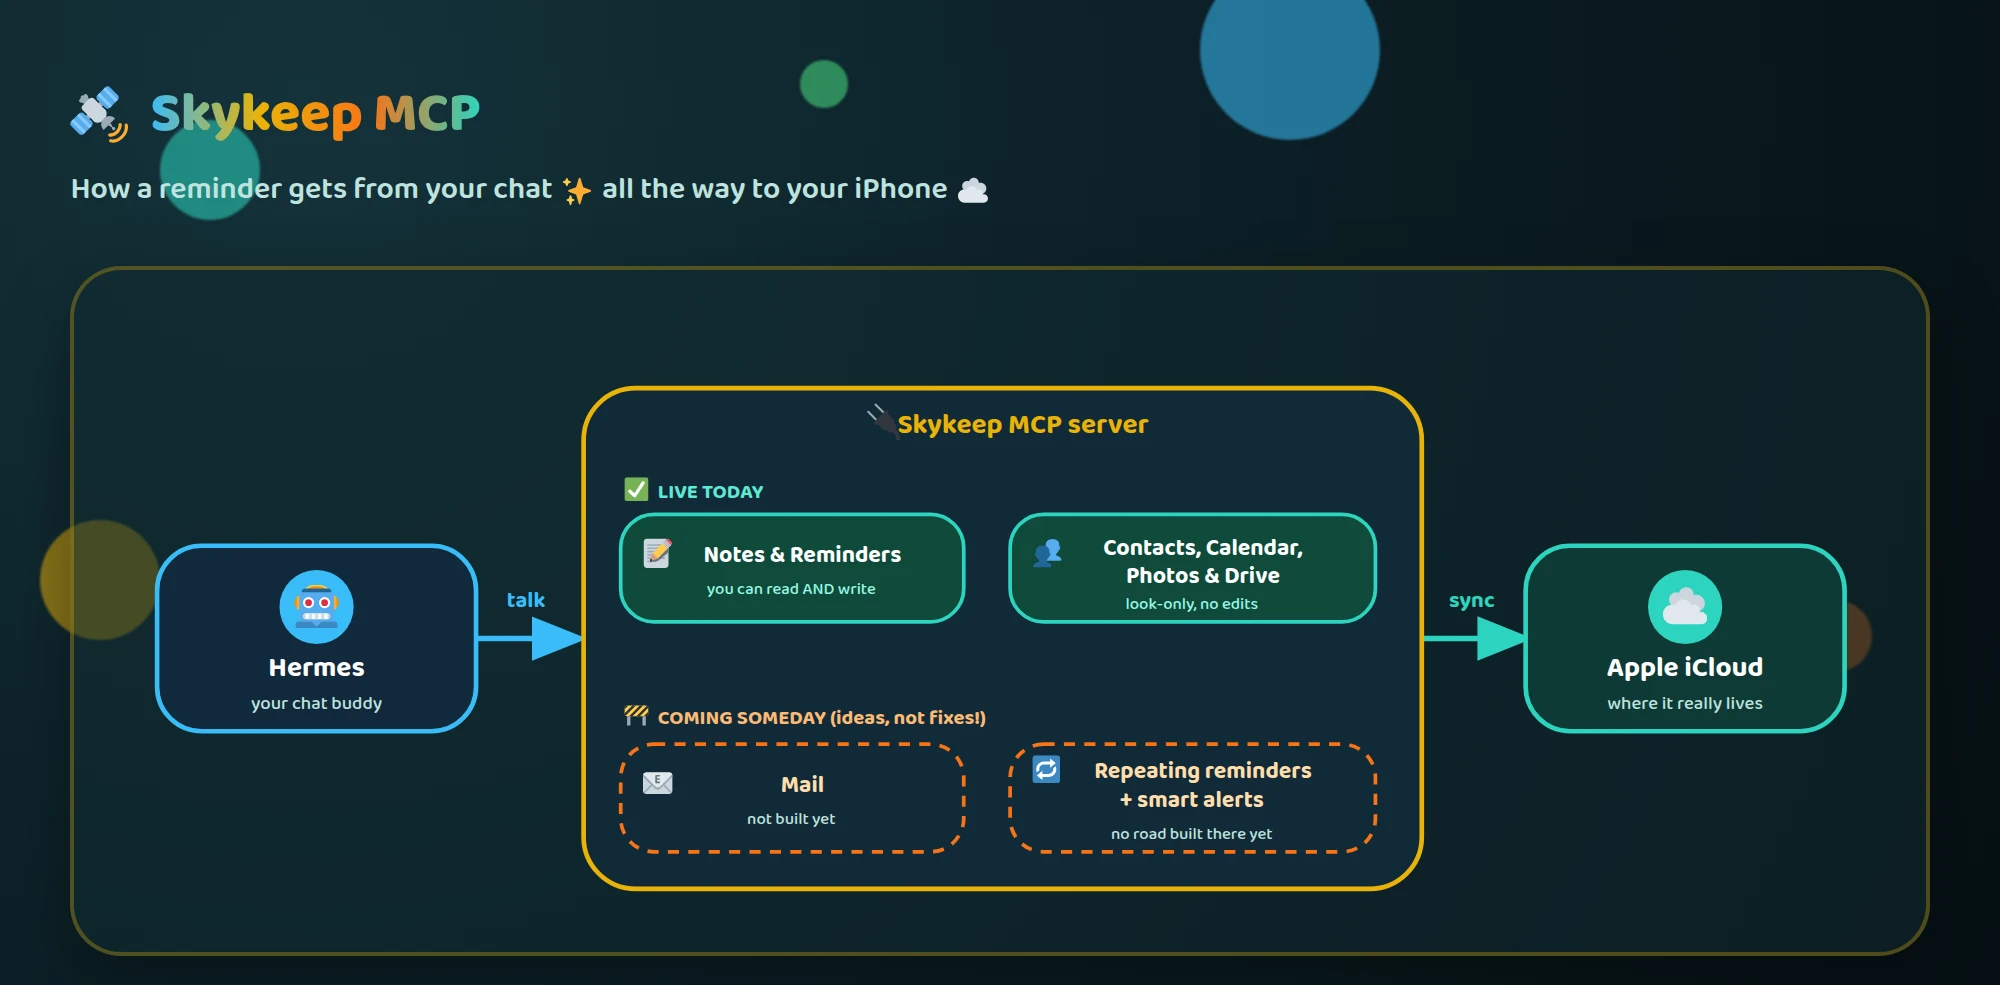 Skykeep MCP
How a reminder gets from your chat ✨ all the way to your iPhone ☁️
Skykeep MCP server
LIVE TODAY
Notes & Reminders
you can read AND write
Contacts, Calendar,
Photos & Drive
look-only, no edits
talk
Hermes
your chat buddy
sync
Apple iCloud
where it really lives
COMING SOMEDAY (ideas, not fixes!)
E
Mail
not built yet
Repeating reminders
+ smart alerts
no road built there yet